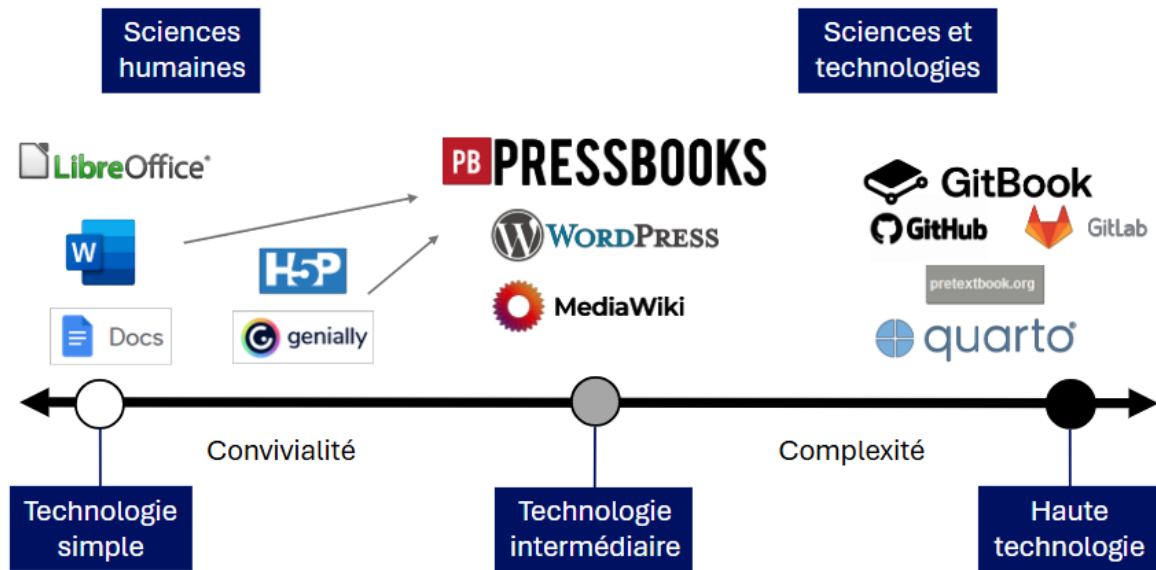 Sciences
humaines
Sciences et
technologies
LibreOffice
PB PRESSBOOKS
GitBook
W
H5P
WORDPRESS
GitHub
GitLab
pretextbook.org
Docs
genially
MediaWiki
quarto
Convivialité
Complexité
Technologie
simple
Technologie
intermédiaire
Haute
technologie